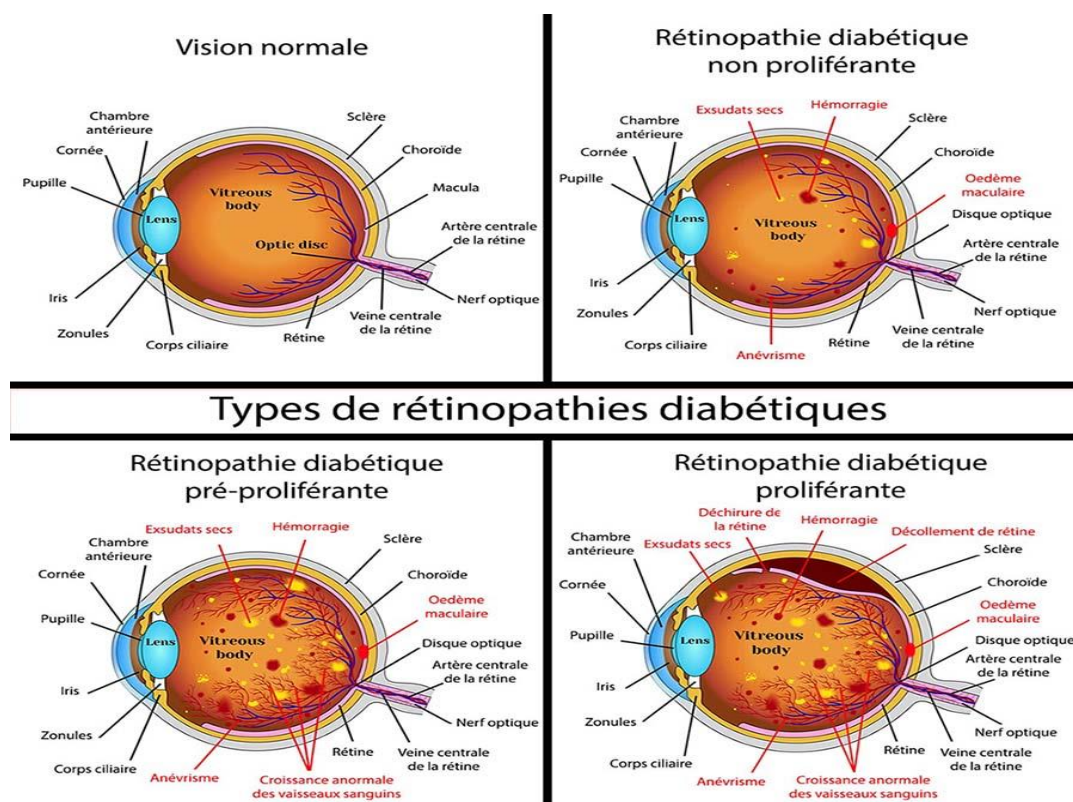 Vision normale
Chambre
antérieure
Cornée
Pupille
Iris
Zonules
Corps ciliaire
Rétine
Veine centrale
de la rétine
Nerf optique
Artère centrale
de la rétine
Macula
Choroïde
Sclère
Vitreous
body
Lens
Optic disc
Rétinopathie diabétique
non proliférante
Exsudats secs
Hémorragie
Chambre
antérieure
Cornée
Pupille
Iris
Zonules
Corps ciliaire
Anévrisme
Rétine
Veine centrale
de la rétine
Nerf optique
Artère centrale
de la rétine
Disque optique
Oedème
maculaire
Choroïde
Sclère
Vitreous
body
Lens
Types de rétinopathies diabétiques
Rétinopathie diabétique
pré-proliférante
Exsudats secs
Hémorragie
Chambre
antérieure
Cornée
Pupille
Iris
Zonules
Corps ciliaire
Anévrisme
Croissance anormale
des vaisseaux sanguins
Rétine
Veine centrale
de la rétine
Nerf optique
Artère centrale
de la rétine
Disque optique
Oedème
maculaire
Choroïde
Sclère
Vitreous
body
Lens
Rétinopathie diabétique
proliférante
Déchirure de
la rétine
Hémorragie
Décollement de rétine
Exsudats secs
Chambre
antérieure
Cornée
Pupille
Iris
Zonules
Corps ciliaire
Anévrisme
Croissance anormale
des vaisseaux sanguins
Rétine
Veine centrale
de la rétine
Nerf optique
Artère centrale
de la rétine
Disque optique
Oedème
maculaire
Choroïde
Sclère
Vitreous
body
Lens